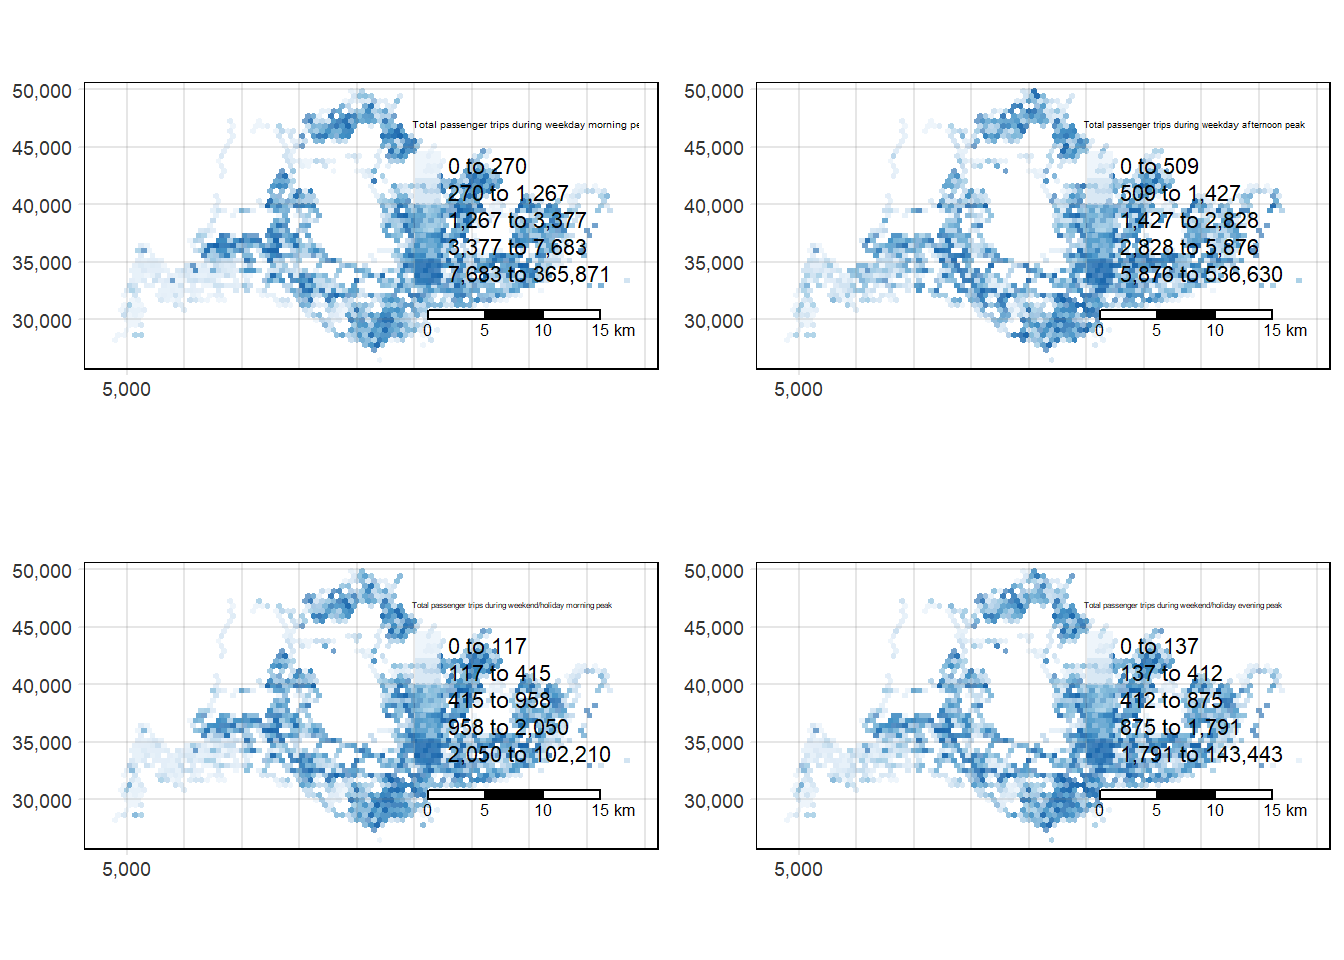 50,000
45,000
40,000
35,000
30,000
5,000
Total passenger trips during weekday morning pe
0 to 270
270 to 1,267
1,267 to 3,377
3,377 to 7,683
7,683 to 365,871
0 5 10 15 km
50,000
45,000
40,000
35,000
30,000
5,000
Total passenger trips during weekday afternoon peak
0 to 509
509 to 1,427
1,427 to 2,828
2,828 to 5,876
5,876 to 536,630
0 5 10 15 km
50,000
45,000
40,000
35,000
30,000
5,000
Total passenger trips during weekend/holiday morning peak
0 to 117
117 to 415
415 to 958
958 to 2,050
2,050 to 102,210
0 5 10 15 km
50,000
45,000
40,000
35,000
30,000
5,000
Total passenger trips during weekend/holiday evening peak
0 to 137
137 to 412
412 to 875
875 to 1,791
1,791 to 143,443
0 5 10 15 km